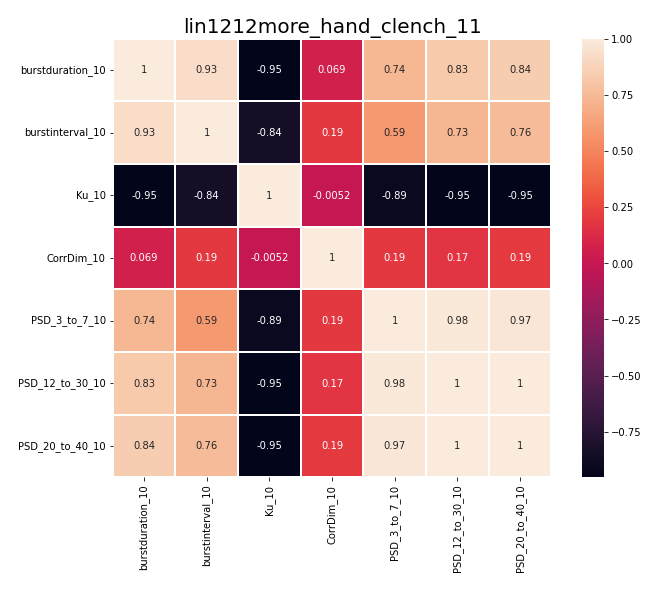 lin1212more_hand_clench_11
burstduration_10 1 0.93 -0.95 0.069 0.74 0.83 0.84
burstinterval_10 0.93 1 -0.84 0.19 0.59 0.73 0.76
Ku_10 -0.95 -0.84 1 -0.0052 -0.89 -0.95 -0.95
CorrDim_10 0.069 0.19 -0.0052 1 0.19 0.17 0.19
PSD_3_to_7_10 0.74 0.59 -0.89 0.19 1 0.98 0.97
PSD_12_to_30_10 0.83 0.73 -0.95 0.17 0.98 1 1
PSD_20_to_40_10 0.84 0.76 -0.95 0.19 0.97 1 1
burstduration_10
burstinterval_10
Ku_10
CorrDim_10
PSD_3_to_7_10
PSD_12_to_30_10
PSD_20_to_40_10
1.00
0.75
0.50
0.25
0.00
−0.25
−0.50
−0.75